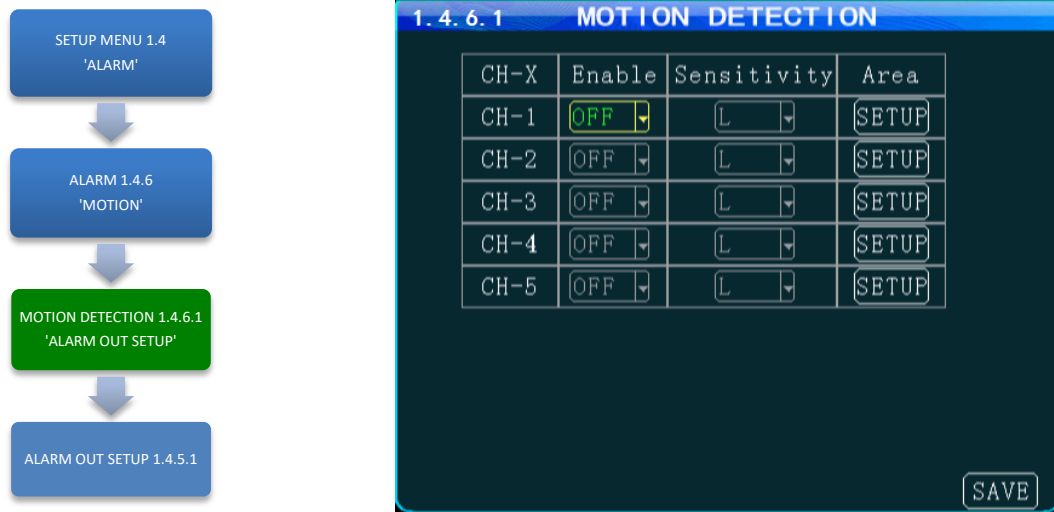 SETUP MENU 1.4
'ALARM'
ALARM 1.4.6
'MOTION'
MOTION DETECTION 1.4.6.1
'ALARM OUT SETUP'
ALARM OUT SETUP 1.4.5.1
1.4.6.1 MOTION DETECTION
CH-X Enable Sensitivity Area
CH-1 OFF L SETUP
CH-2 OFF L SETUP
CH-3 OFF L SETUP
CH-4 OFF L SETUP
CH-5 OFF L SETUP
SAVE